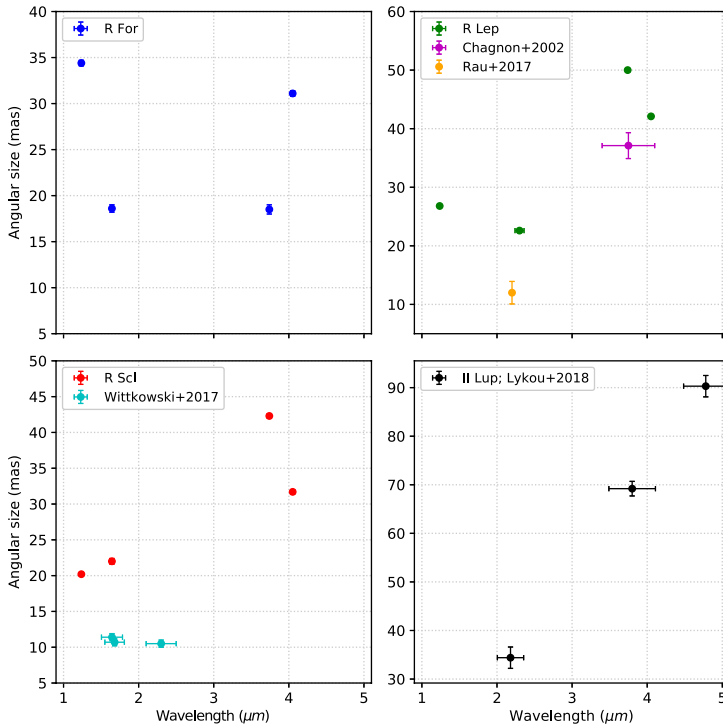 40
35
30
25
20
15
10
5
Angular size (mas)
R For
60
50
40
30
20
10
R Lep
Chagnon+2002
Rau+2017
50
45
40
35
30
25
20
15
10
5
Angular size (mas)
R Scl
Wittkowski+2017
1 2 3 4 5
Wavelength (μm)
90
80
70
60
50
40
30
II Lup; Lykou+2018
1 2 3 4 5
Wavelength (μm)